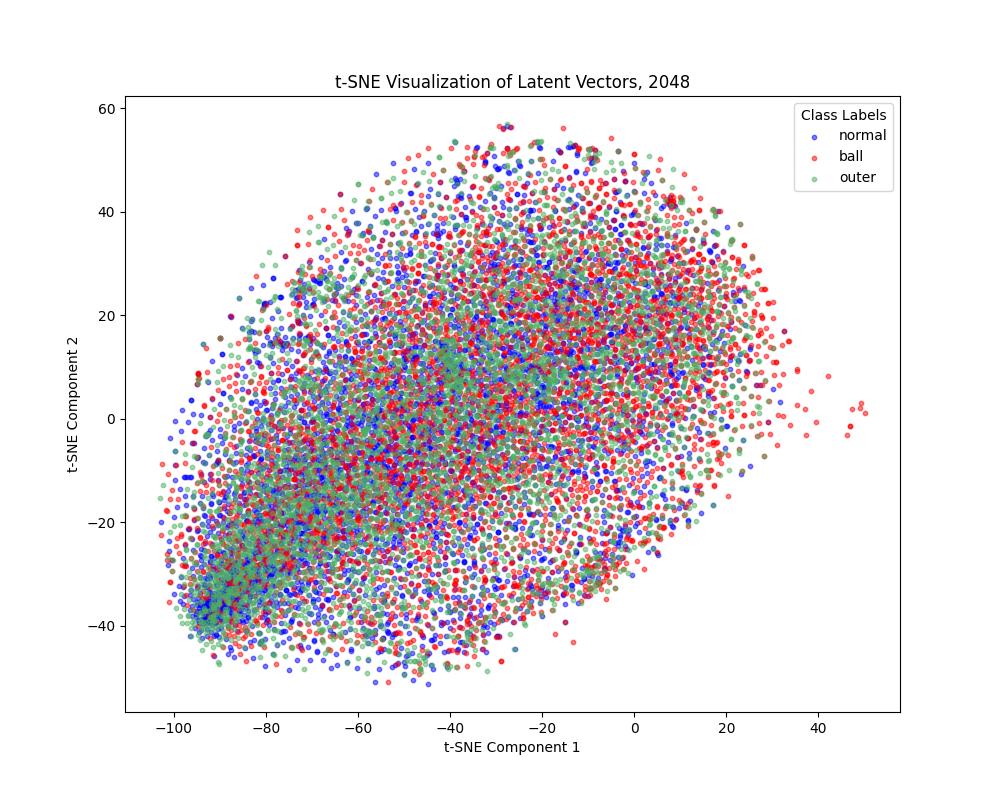 t-SNE Visualization of Latent Vectors, 2048
Class Labels
normal
ball
outer
60
40
20
0
−20
−40
t-SNE Component 2
−100
−80
−60
−40
−20
0
20
40
t-SNE Component 1